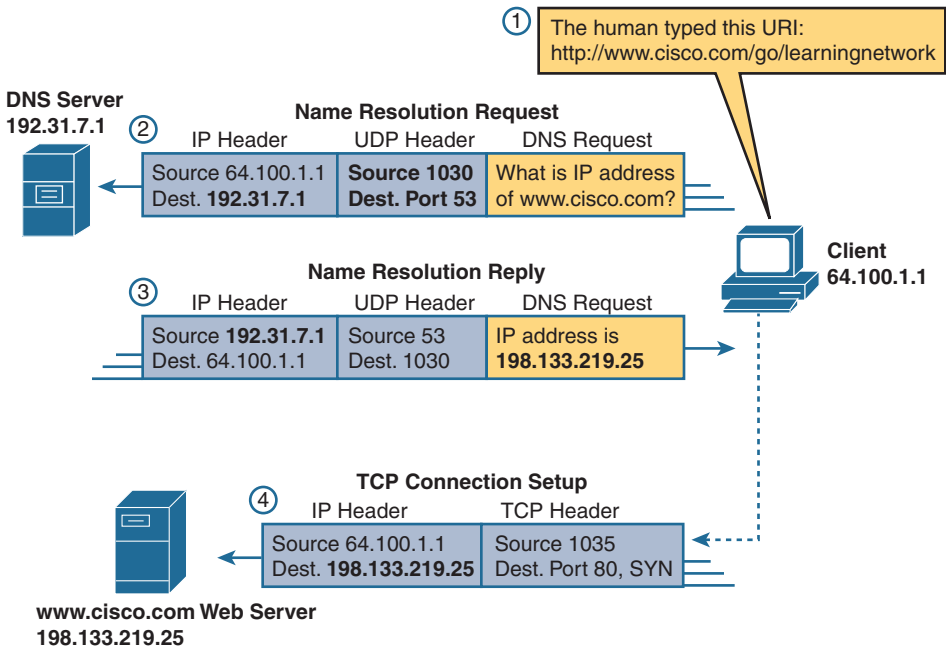 1
The human typed this URI:
http://www.cisco.com/go/learningnetwork
DNS Server
192.31.7.1
2
Name Resolution Request
IP Header
UDP Header
DNS Request
Source 64.100.1.1
Dest. 192.31.7.1
Source 1030
Dest. Port 53
What is IP address
of www.cisco.com?
Client
64.100.1.1
3
Name Resolution Reply
IP Header
UDP Header
DNS Request
Source 192.31.7.1
Dest. 64.100.1.1
Source 53
Dest. 1030
IP address is
198.133.219.25
4
TCP Connection Setup
IP Header
TCP Header
Source 64.100.1.1
Dest. 198.133.219.25
Source 1035
Dest. Port 80, SYN
www.cisco.com Web Server
198.133.219.25